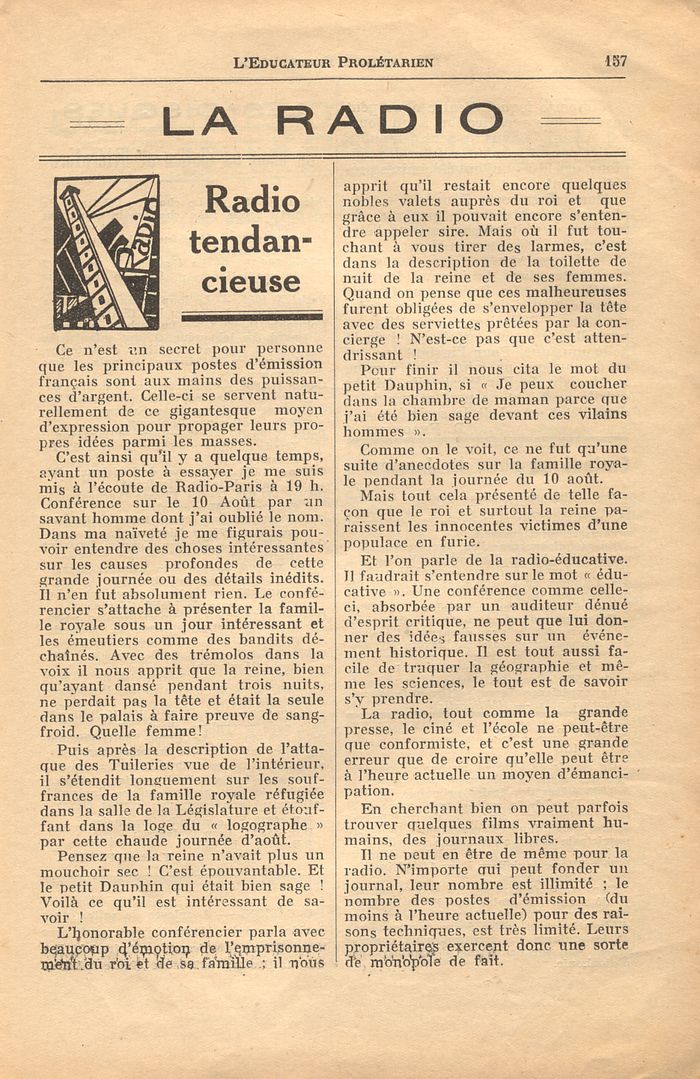 L'Educateur Prolétarien
157
LA RADIO
Radio
Radio
tendan-
cieuse
Ce n'est un secret pour personne
que les principaux postes d'émission
français sont aux mains des puissan-
ces d'argent. Celle-ci se servent natu-
rellement de ce gigantesque moyen
d'expression pour propager leurs pro-
pres idées parmi les masses.
C'est ainsi qu'il y a quelque temps,
ayant un poste à essayer je me suis
mis à l'écoute de Radio-Paris à 19 h.
Conférence sur le 10 Août par un
savant homme dont j'ai oublié le nom.
Dans ma naïveté je me figurais pou-
voir entendre des choses intéressantes
sur les causes profondes de cette
grande journée ou des détails inédits.
Il n'en fut absolument rien. Le confé-
rencier s'attache à présenter la famil-
le royale sous un jour intéressant et
les émeutiers comme des bandits dé-
chaînés. Avec des trémolos dans la
voix il nous apprit que la reine, bien
qu'ayant dansé pendant trois nuits,
ne perdait pas la tête et était la seule
dans le palais à faire preuve de sang-
froid. Quelle femme!
Puis après la description de l'atta-
que des Tuileries vue de l'intérieur,
il s'étendit longuement sur les souf-
frances de la famille royale réfugiée
dans la salle de la Législature et étouf-
fant dans la loge du « logographe »
par cette chaude journée d'août.
Pensez que la reine n'avait plus un
mouchoir sec ! C'est épouvantable. Et
le petit Dauphin qui était bien sage !
Voilà ce qu'il est intéressant de sa-
voir !
L'honorable conférencier parla avec
beaucoup d'émotion de l'emprisonne-
ment du roi et de sa famille ; il nous
apprit qu'il restait encore quelques
nobles valets auprès du roi et que
grâce à eux il pouvait encore s'enten-
dre appeler sire. Mais où il fut tou-
chant à vous tirer des larmes, c'est
dans la description de la toilette de
nuit de la reine et de ses femmes.
Quand on pense que ces malheureuses
furent obligées de s'envelopper la tête
avec des serviettes prêtées par la con-
cierge ! N'est-ce pas que c'est atten-
drissant !
Pour finir il nous cita le mot du
petit Dauphin, si « Je peux coucher
dans la chambre de maman parce que
j'ai été bien sage devant ces vilains
hommes ».
Comme on le voit, ce ne fut qu'une
suite d'anecdotes sur la famille roya-
le pendant la journée du 10 août.
Mais tout cela présenté de telle fa-
çon que le roi et surtout la reine pa-
raissent les innocentes victimes d'une
populace en furie.
Et l'on parle de la radio-éducative.
Il faudrait s'entendre sur le mot « édu-
cative ». Une conférence comme celle-
ci, absorbée par un auditeur dénué
d'esprit critique, ne peut que lui don-
ner des idées fausses sur un événe-
ment historique. Il est tout aussi fa-
cile de truquer la géographie et mê-
me les sciences, le tout est de savoir
s'y prendre.
La radio, tout comme la grande
presse, le ciné et l'école ne peut-être
que conformiste, et c'est une grande
erreur que de croire qu'elle peut être
à l'heure actuelle un moyen d'émanci-
pation.
En cherchant bien on peut parfois
trouver quelques films vraiment hu-
mains, des journaux libres.
Il ne peut en être de même pour la
radio. N'importe qui peut fonder un
journal, leur nombre est illimité ; le
nombre des postes d'émission (du
moins à l'heure actuelle) pour des rai-
sons techniques, est très limité. Leurs
propriétaires exercent donc une sorte
de monopole de fait.